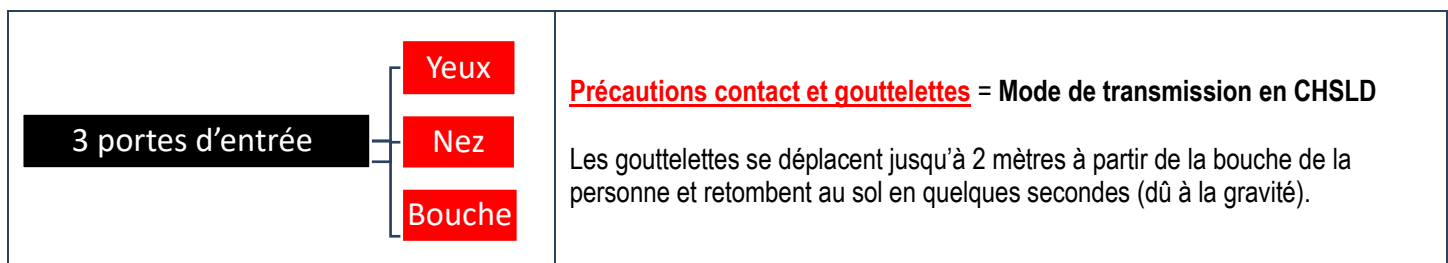 3 portes d’entrée
Yeux
Nez
Bouche
Précautions contact et gouttelettes = Mode de transmission en CHSLD
Les gouttelettes se déplacent jusqu’à 2 mètres à partir de la bouche de la
personne et retombent au sol en quelques secondes (dû à la gravité).